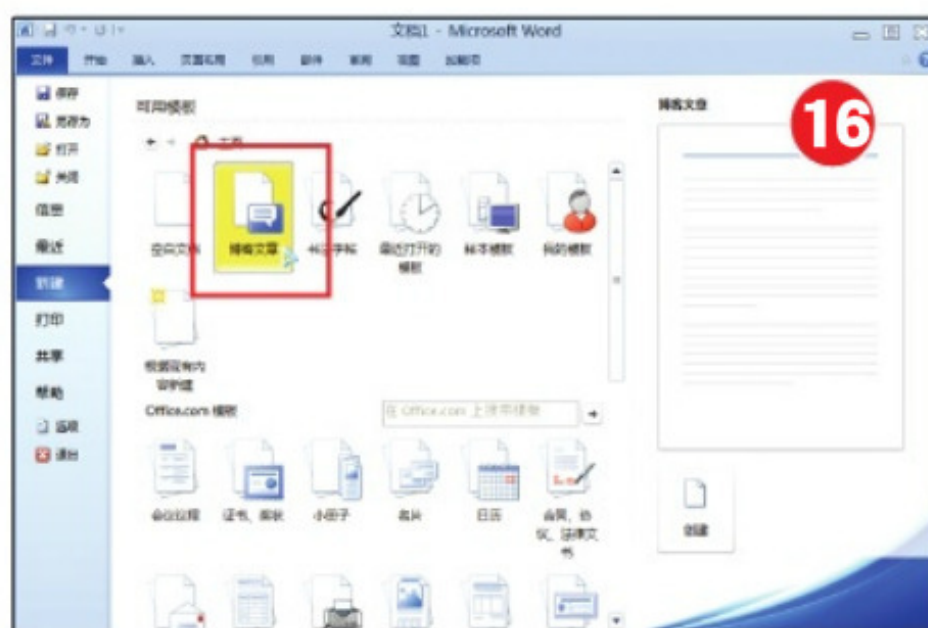 文档1 - Microsoft Word
文件 开始 插入 页面布局 引用 邮件 审阅 视图 加载项
保存
另存为
打开
关闭
信息
最近
新建
打印
共享
帮助
选项
退出
可用模板
主页
空白文档 博客文章 书法字帖 最近打开的 样本模板 我的模板
模板
根据现有内
容新建
Office.com 模板 在 Office.com 上搜索模板
会议议程 证书、奖状 小册子 名片 日历 合同、协
议、法律文
书
博客文章
16
创建